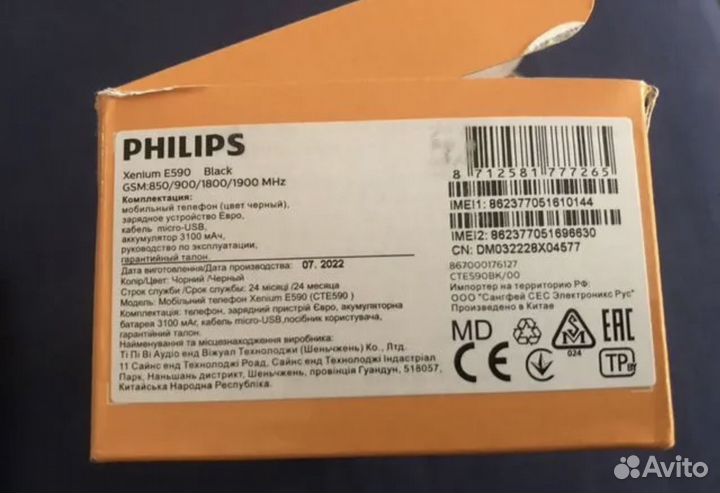 PHILIPS
Xenium E590 Black
GSM:850/900/1800/1900 MHz
Комплектация:
мобильный телефон (цвет черный),
зарядное устройство Евро,
кабель micro-USB,
аккумулятор 3100 мАч,
руководство по эксплуатации,
гарантийный талон.
Дата виготовлення/Дата производства: 07. 2022
Колір/Цвет: Чорний /Черный
Строк служби /Срок службы: 24 місяці /24 месяца
Модель: Мобільний телефон Xenium E590 (CTE590 )
Комплектація: телефон, зарядний пристрій Євро, акумуляторна
батарея 3100 мАг, кабель micro-USB,посібник користувача,
гарантійний талон.
Найменування та місцезнаходження виробника:
Ті Пі Ві Аудіо енд Віжуал Технолоджи (Шеньчжень) Ко., Лтд.
11 Сайнс енд Технолоджі Роад, Сайнс енд Технолоджі Індастріал
Парк, Наньшань дистрикт, Шеньчжень, провінція Гуандун, 518057,
Китайська Народна Республіка.
8 712581 777265
IMEI1: 862377051610144
IMEI2: 862377051696630
CN: DM032228X04577
867000176127
CTE590BK/00
Импортер на территорию РФ:
ООО "Сангфей СЕС Электроникс Рус"
Произведено в Китае
MD
M
024
EAC
CE
TP
BY
Avito